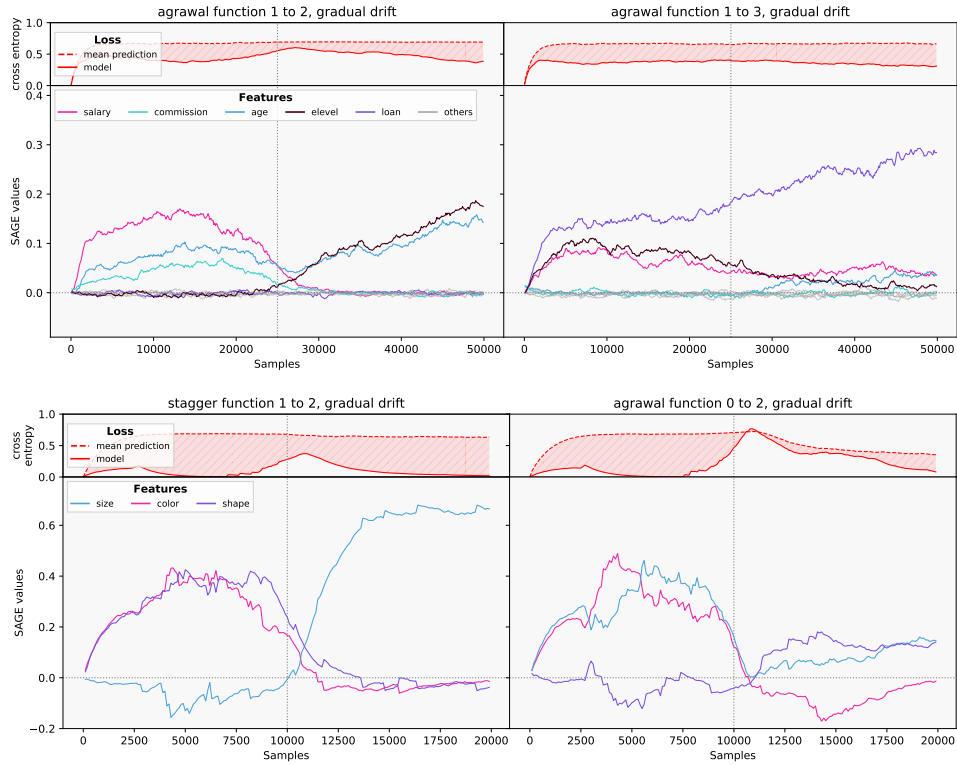 agrawal function 1 to 2, gradual drift
agrawal function 1 to 3, gradual drift
cross entropy
1.0
0.5
0.0
Loss
mean prediction
model
SAGE values
0.4
0.3
0.2
0.1
0.0
Features
salary commission age elevel loan others
0 10000 20000 30000 40000 50000
Samples
0 10000 20000 30000 40000 50000
Samples
stagger function 1 to 2, gradual drift
agrawal function 0 to 2, gradual drift
cross
entropy
1.0
0.5
0.0
Loss
mean prediction
model
SAGE values
0.6
0.4
0.2
0.0
−0.2
Features
size color shape
0 2500 5000 7500 10000 12500 15000 17500 20000
Samples
0 2500 5000 7500 10000 12500 15000 17500 20000
Samples